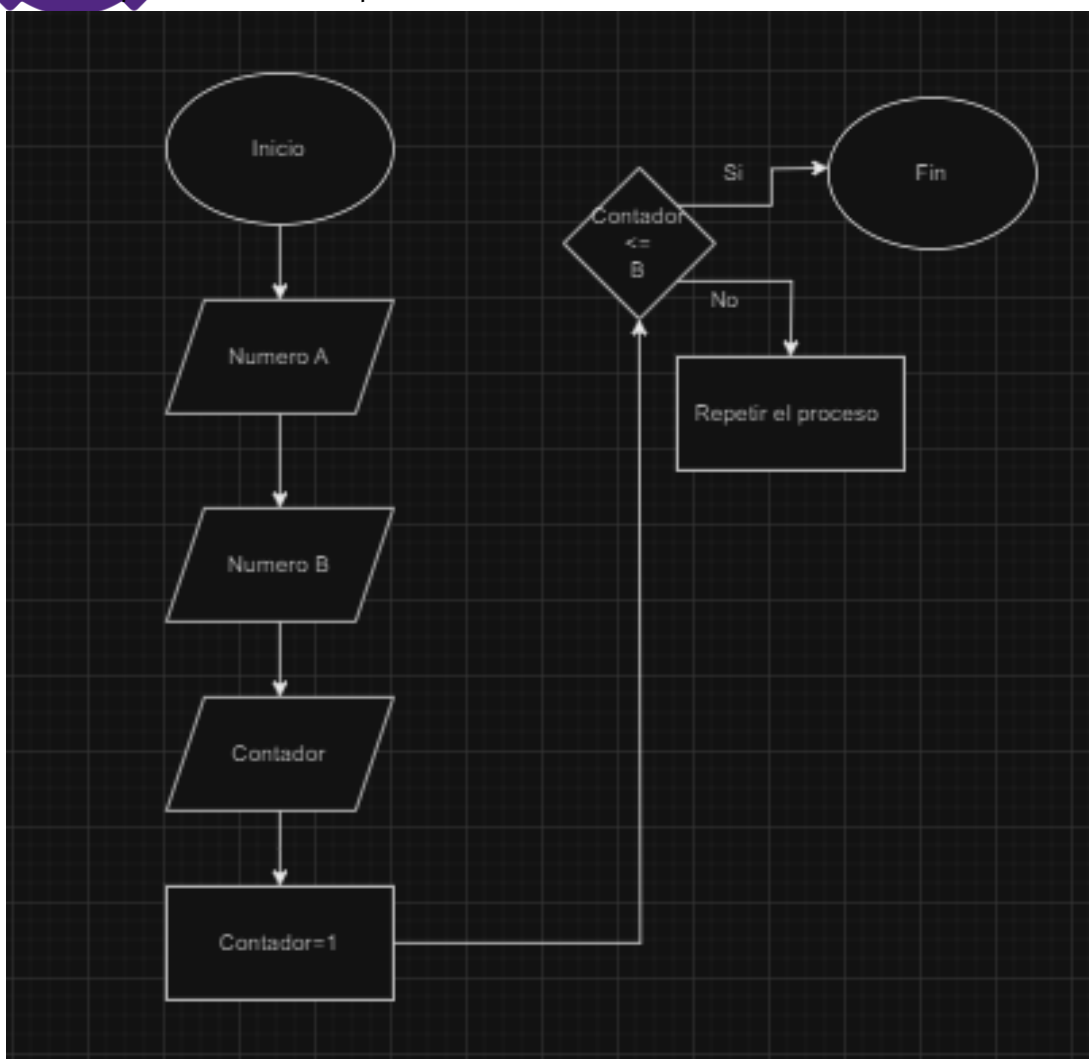 Inicio
Numero A
Numero B
Contador
Contador=1
Contador
<=
B
Si
Fin
No
Repetir el proceso